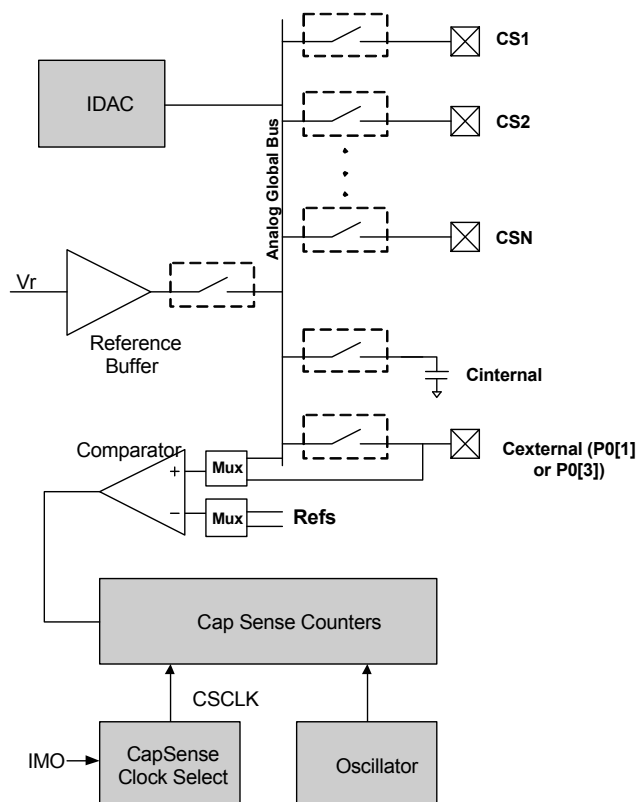 CS1
IDAC
CS2
Analog Global Bus
CSN
Vr
Reference
Buffer
Cinternal
Comparator
Cexternal (P0[1]
or P0[3])
+
Mux
−
Mux
Refs
Cap Sense Counters
CSCLK
IMO
CapSense
Clock Select
Oscillator